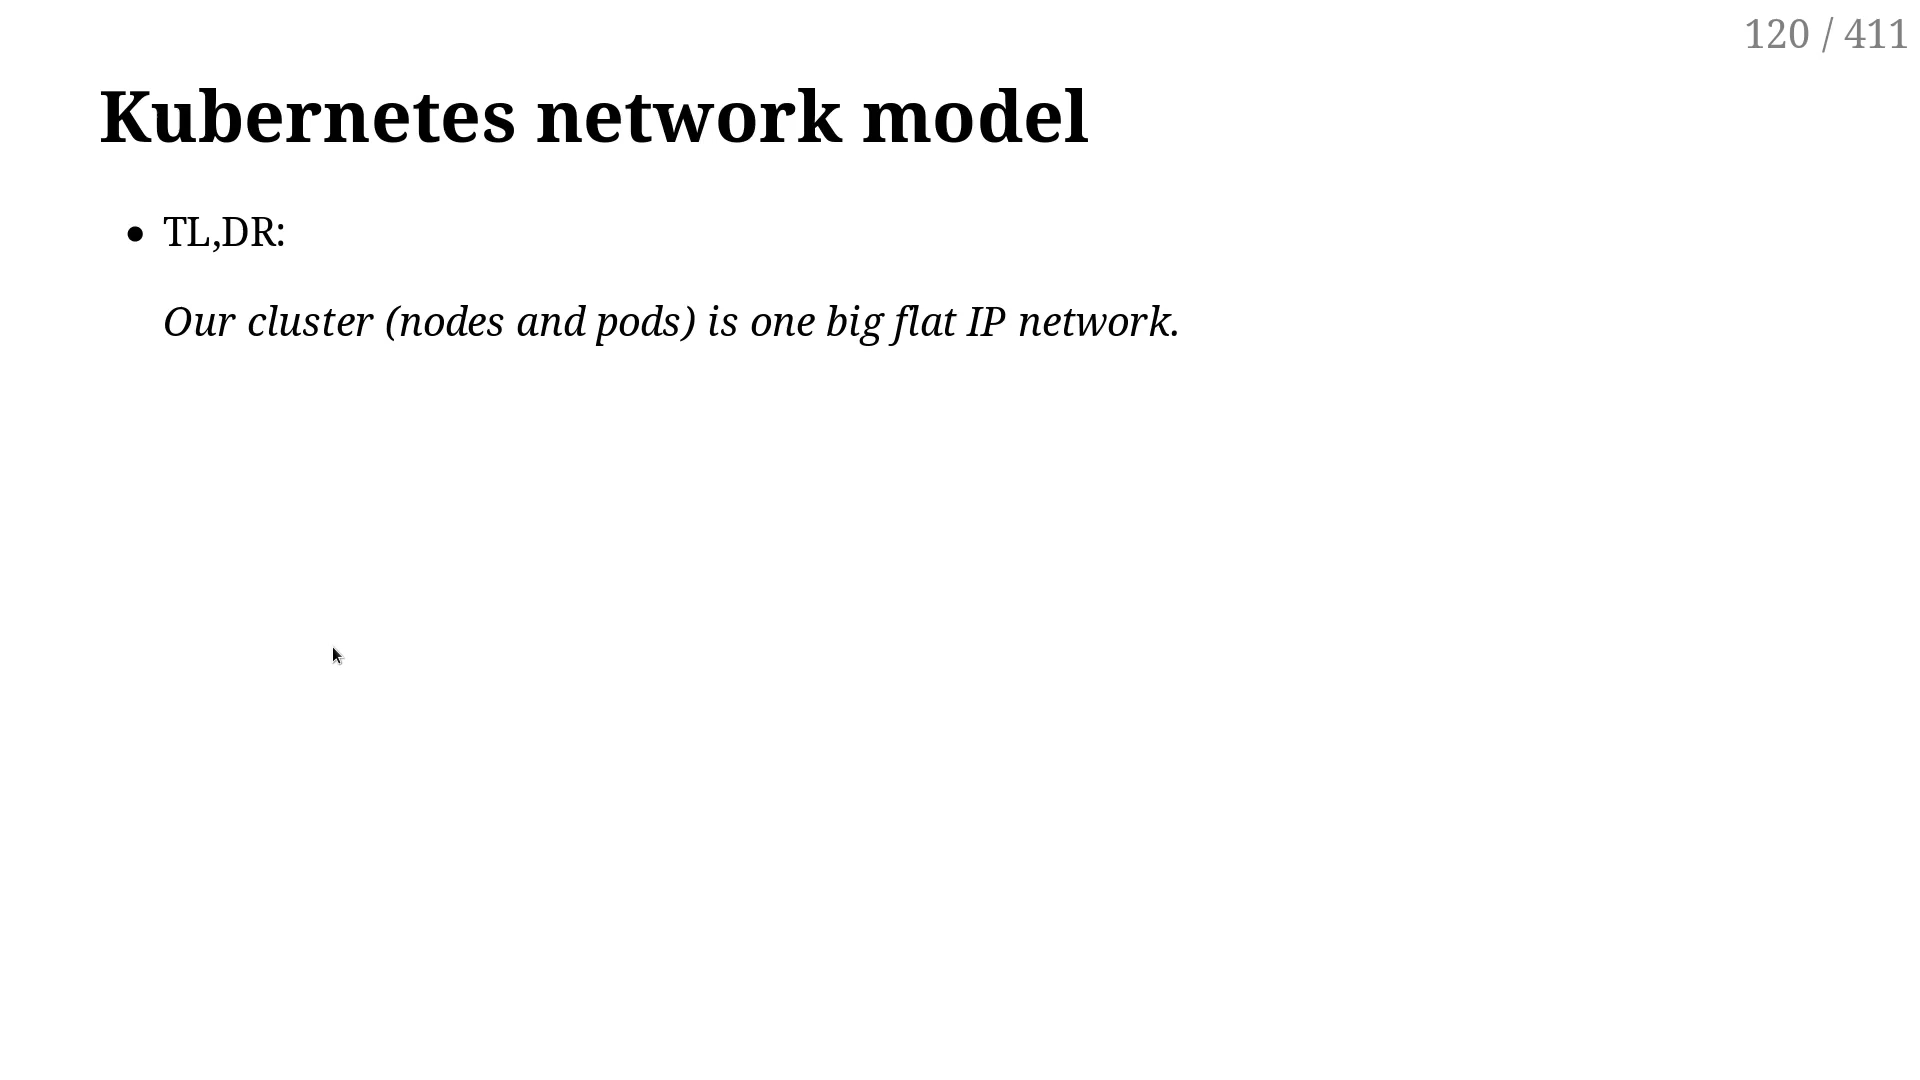 120 / 411
Kubernetes network model
• TL,DR:
Our cluster (nodes and pods) is one big flat IP network.